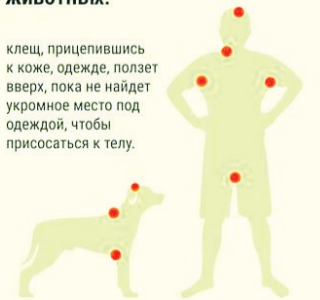 ЖИВОТНЫХ:
клещ, прицепившись
к коже, одежде, ползет
вверх, пока не найдет
укромное место под
одеждой, чтобы
присосаться к телу.